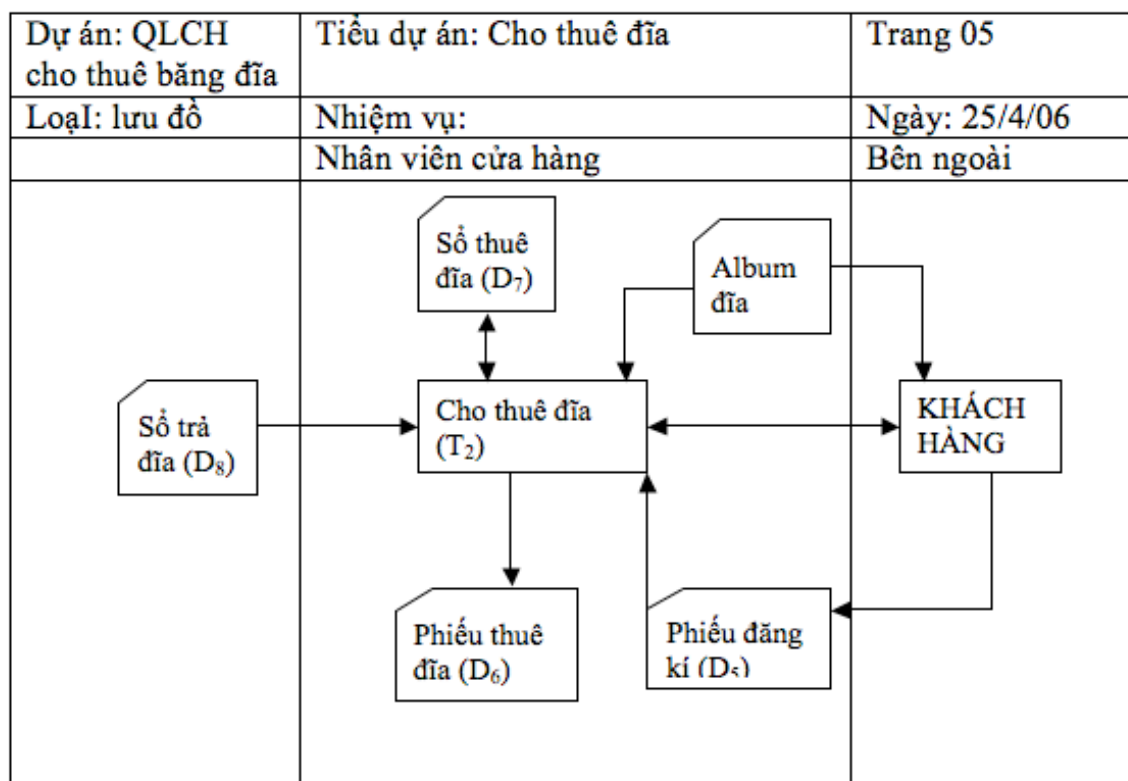 Dự án: QLCH
cho thuê băng đĩa
Tiểu dự án: Cho thuê đĩa
Trang 05
LoạI: lưu đồ
Nhiệm vụ:
Ngày: 25/4/06
Nhân viên cửa hàng
Bên ngoài
Sổ thuê
đĩa (D₇)
Album
đĩa
Sổ trả
đĩa (D₈)
Cho thuê đĩa
(T₂)
KHÁCH
HÀNG
Phiếu thuê
đĩa (D₆)
Phiếu đăng
kí (D₅)